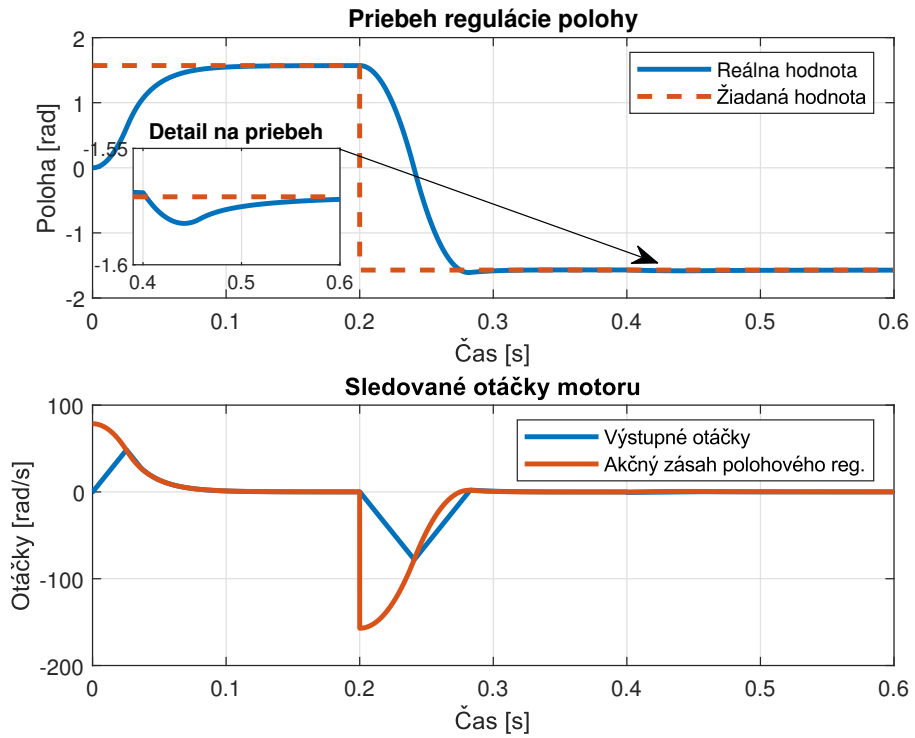 Priebeh regulácie polohy
2
1
0
-1
-2
Poloha [rad]
Reálna hodnota
Žiadaná hodnota
Detail na priebeh
-1.55
-1.6
0.4
0.5
0.6
0
0.1
0.2
0.3
0.4
0.5
0.6
Čas [s]
Sledované otáčky motoru
100
0
-100
-200
Otáčky [rad/s]
Výstupné otáčky
Akčný zásah polohového reg.
0
0.1
0.2
0.3
0.4
0.5
0.6
Čas [s]